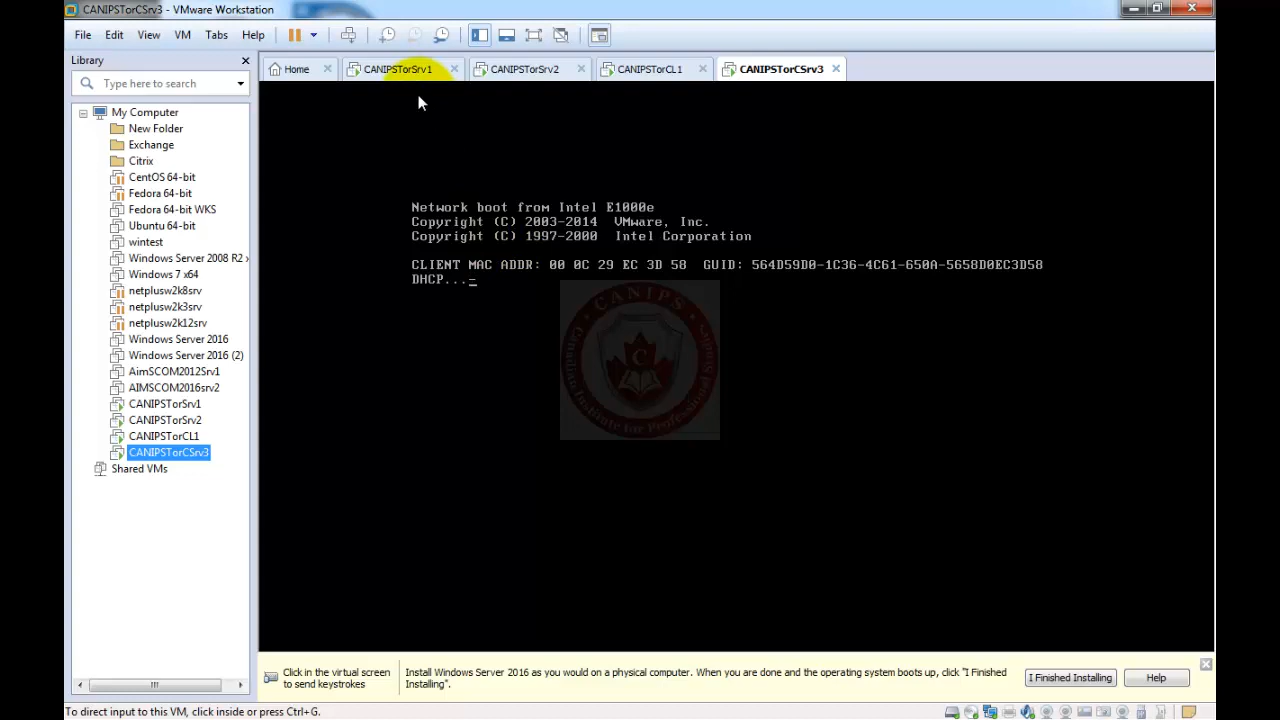 CANIPSTorCSrv3 - VMware Workstation
File Edit View VM Tabs Help
Library
Type here to search
Home CANIPSTorSrv1 CANIPSTorSrv2 CANIPSTorCL1 CANIPSTorCSrv3
My Computer
New Folder
Exchange
Citrix
CentOS 64-bit
Fedora 64-bit
Fedora 64-bit WKS
Ubuntu 64-bit
wintest
Windows Server 2008 R2 x
Windows 7 x64
netplusw2k8srv
netplusw2k3srv
netplusw2k12srv
Windows Server 2016
Windows Server 2016 (2)
AimSCOM2012Srv1
AIMSCOM2016srv2
CANIPSTorSrv1
CANIPSTorSrv2
CANIPSTorCL1
CANIPSTorCSrv3
Shared VMs
Network boot from Intel E1000e
Copyright (C) 2003-2014 VMware, Inc.
Copyright (C) 1997-2000 Intel Corporation
CLIENT MAC ADDR: 00 0C 29 EC 3D 58 GUID: 564D59D0-1C36-4C61-650A-5658D0EC3D58
DHCP...-
CANIPS
C
Canadian Institute for Professional Studies
Click in the virtual screen
to send keystrokes
Install Windows Server 2016 as you would on a physical computer. When you are done and the operating system boots up, click "I Finished
Installing".
I Finished Installing
Help
To direct input to this VM, click inside or press Ctrl+G.